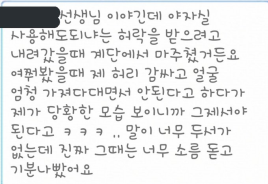 선생님 이야긴데 야자실
사용해도되냐는 허락을 받으려고
내려갔을때 계단에서 마주쳤거든요
여쭤봤을때 제 허리 감싸고 얼굴
엄청 가져다대면서 안된다고 하다가
제가 당황한 모습 보이니까 그제서야
된다고 ㅋ ㅋ ㅋ .. 말이 너무 두서가
없는데 진짜 그때는 너무 소름 돋고
기분나빴어요